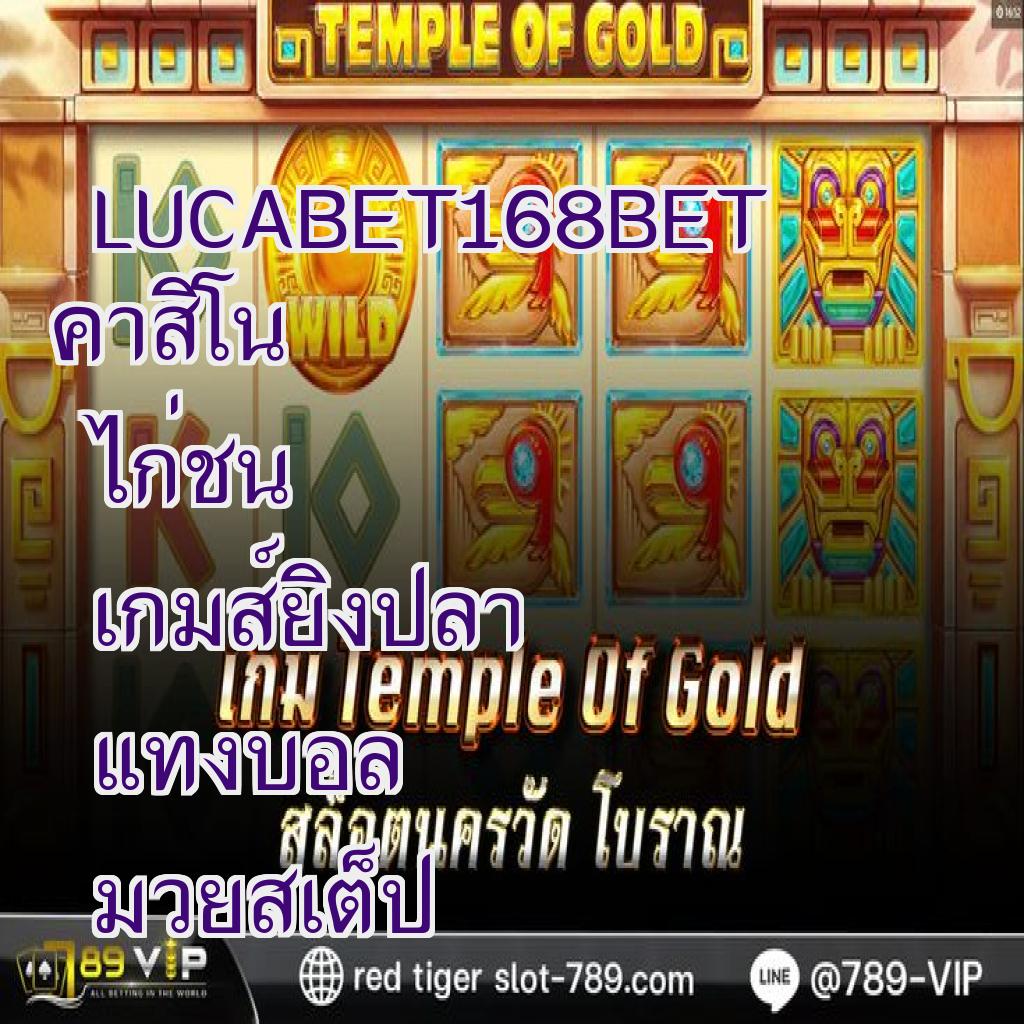 TEMPLE OF GOLD
LUCABET168BET
คาสิโน
WILD
ไก่ชน
K
เกมส์ยิงปลา
เกม Temple Of Gold
แทงบอล
สล็อตนครวัด โบราณ
มวยสเต็ป
789 VIP
ALL BETTING IN THE WORLD
red tiger slot-789.com
LINE @789-VIP